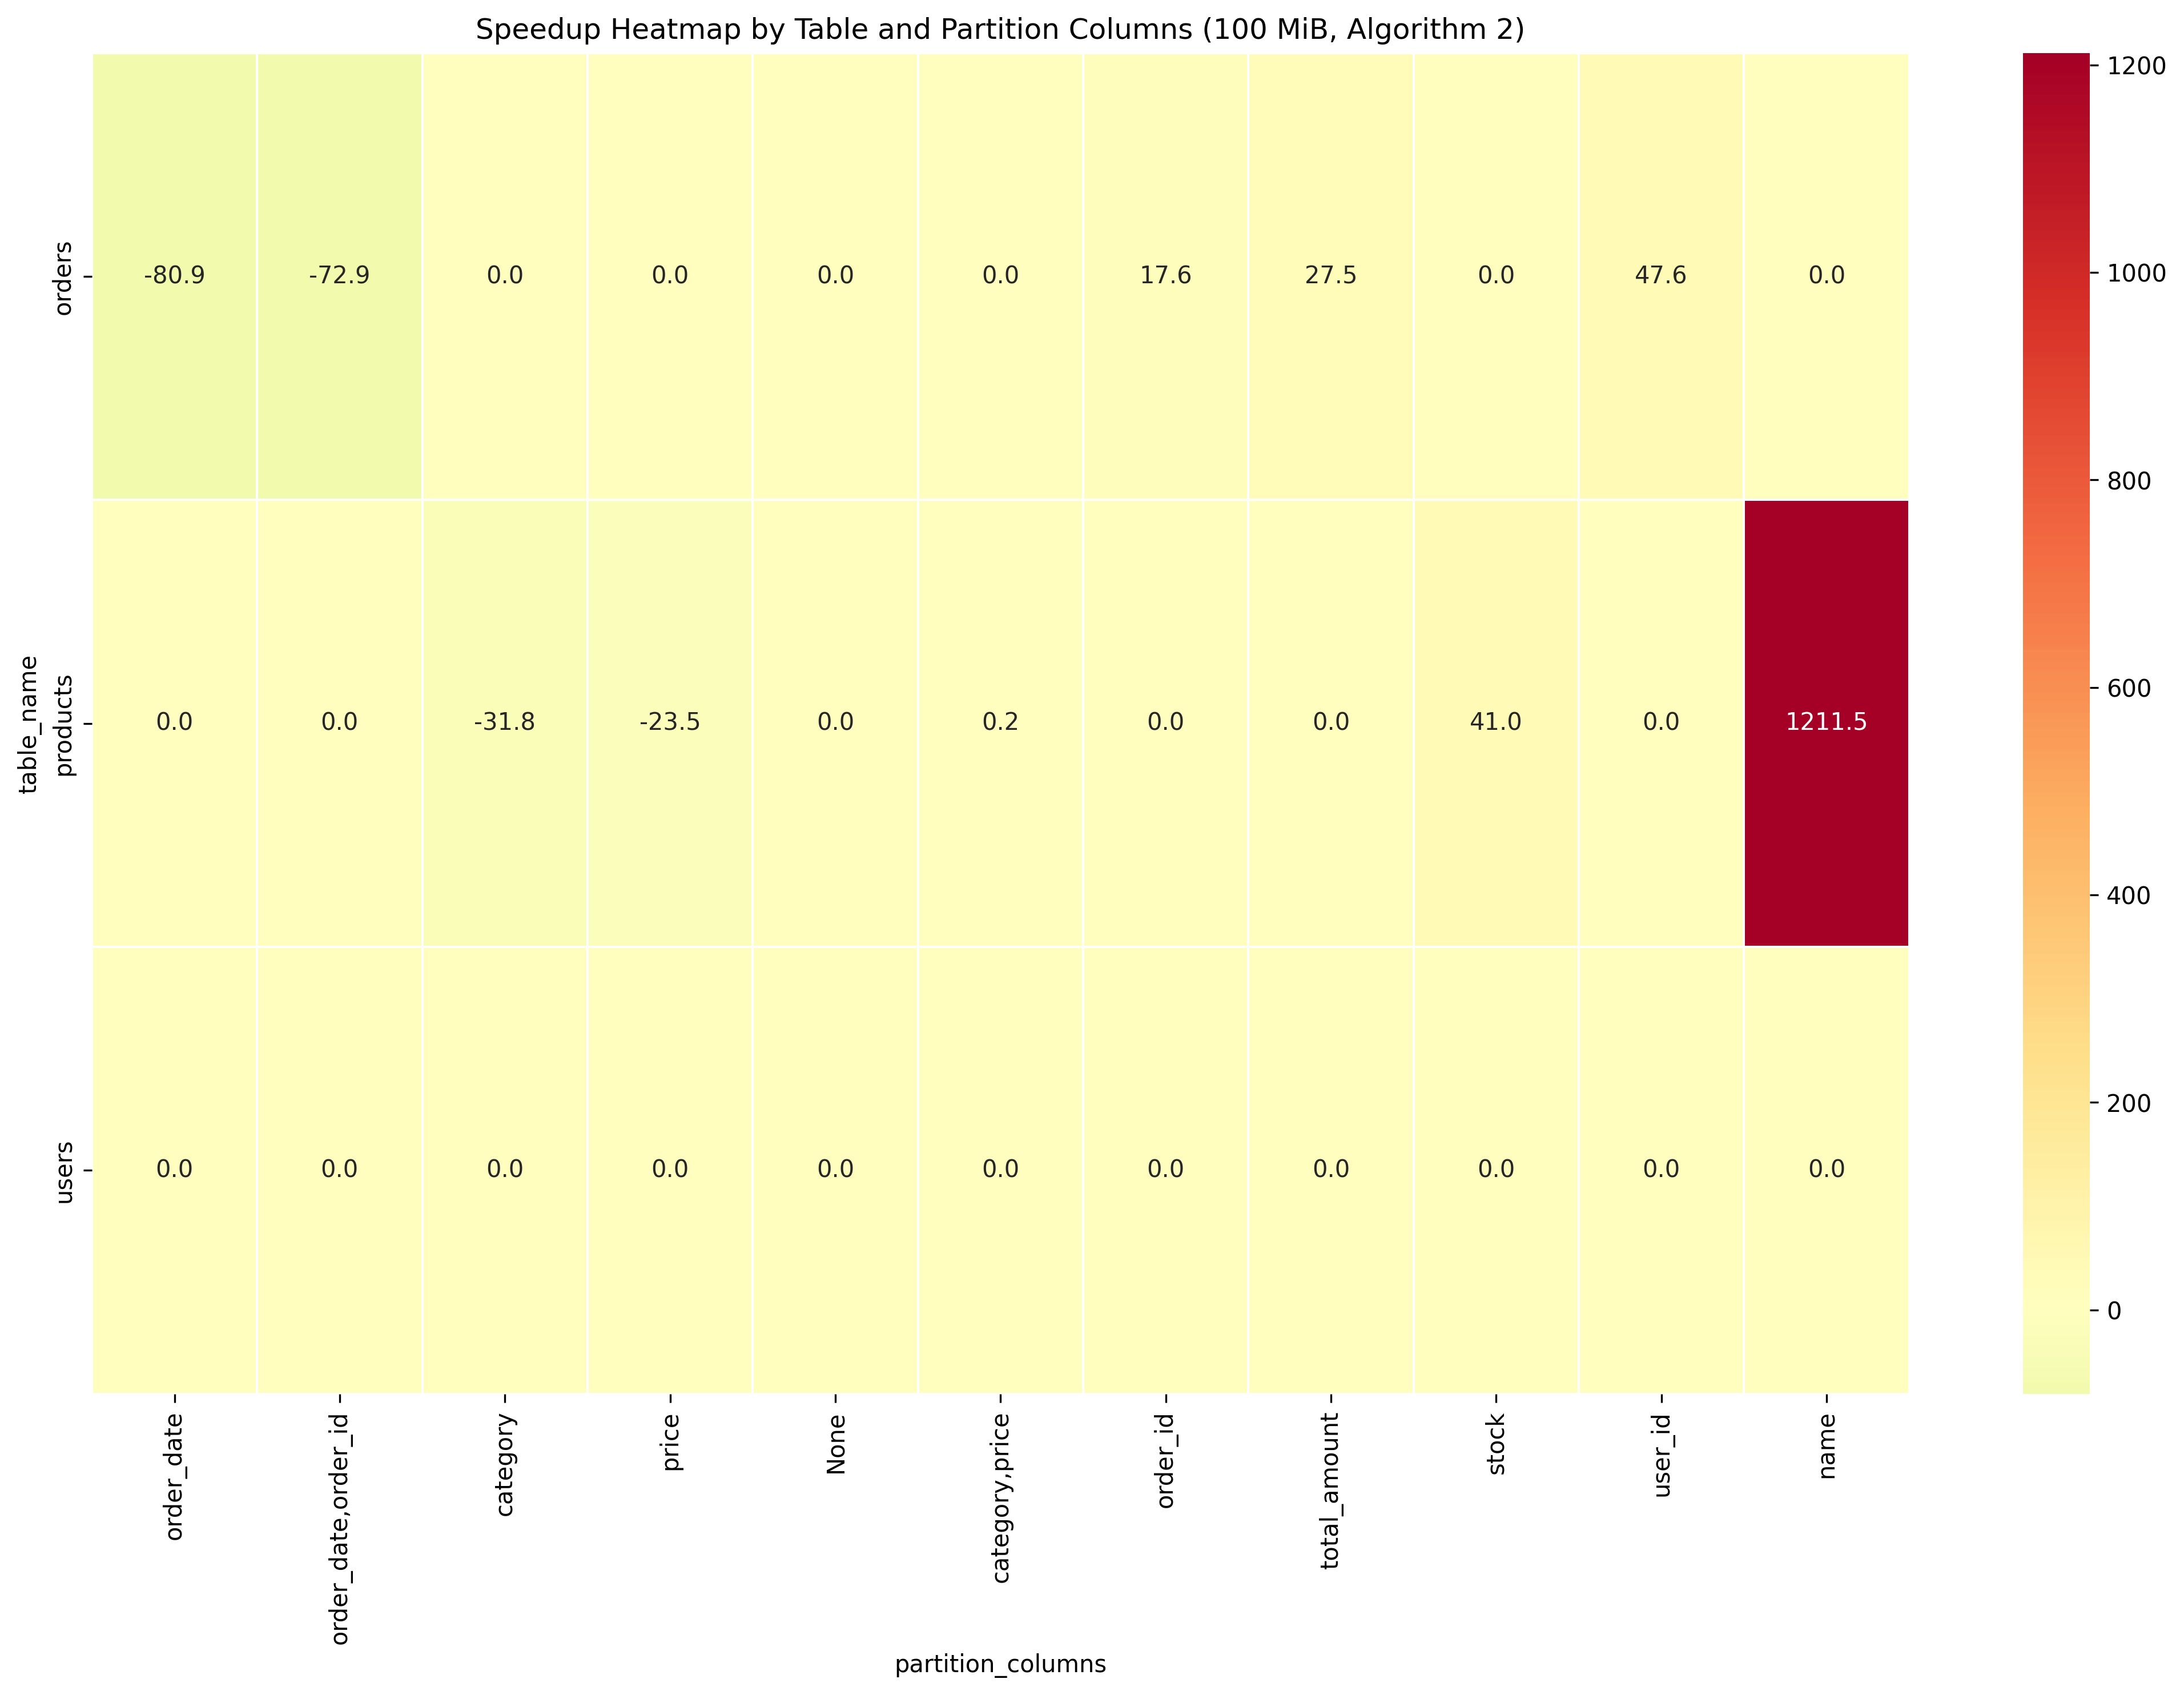 Speedup Heatmap by Table and Partition Columns (100 MiB, Algorithm 2)
table_name
orders
-80.9 -72.9 0.0 0.0 0.0 0.0 17.6 27.5 0.0 47.6 0.0
products
0.0 0.0 -31.8 -23.5 0.0 0.2 0.0 0.0 41.0 0.0 1211.5
users
0.0 0.0 0.0 0.0 0.0 0.0 0.0 0.0 0.0 0.0 0.0
order_date
order_date,order_id
category
price
None
category,price
order_id
total_amount
stock
user_id
name
partition_columns
1200
1000
800
600
400
200
0